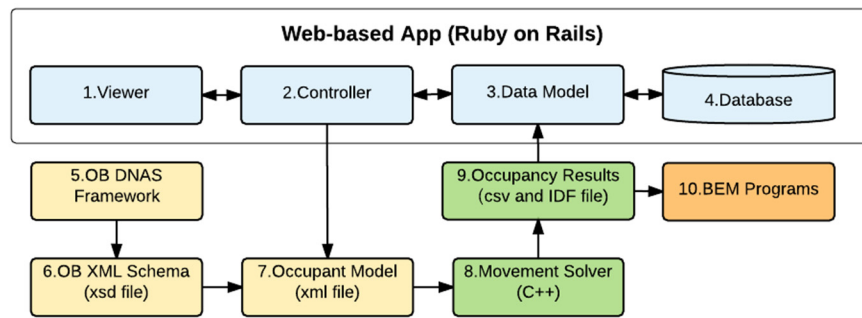 Web-based App (Ruby on Rails)
1.Viewer
2.Controller
3.Data Model
4.Database
5.OB DNAS
Framework
9.Occupancy Results
(csv and IDF file)
10.BEM Programs
6.OB XML Schema
(xsd file)
7.Occupant Model
(xml file)
8.Movement Solver
(C++)